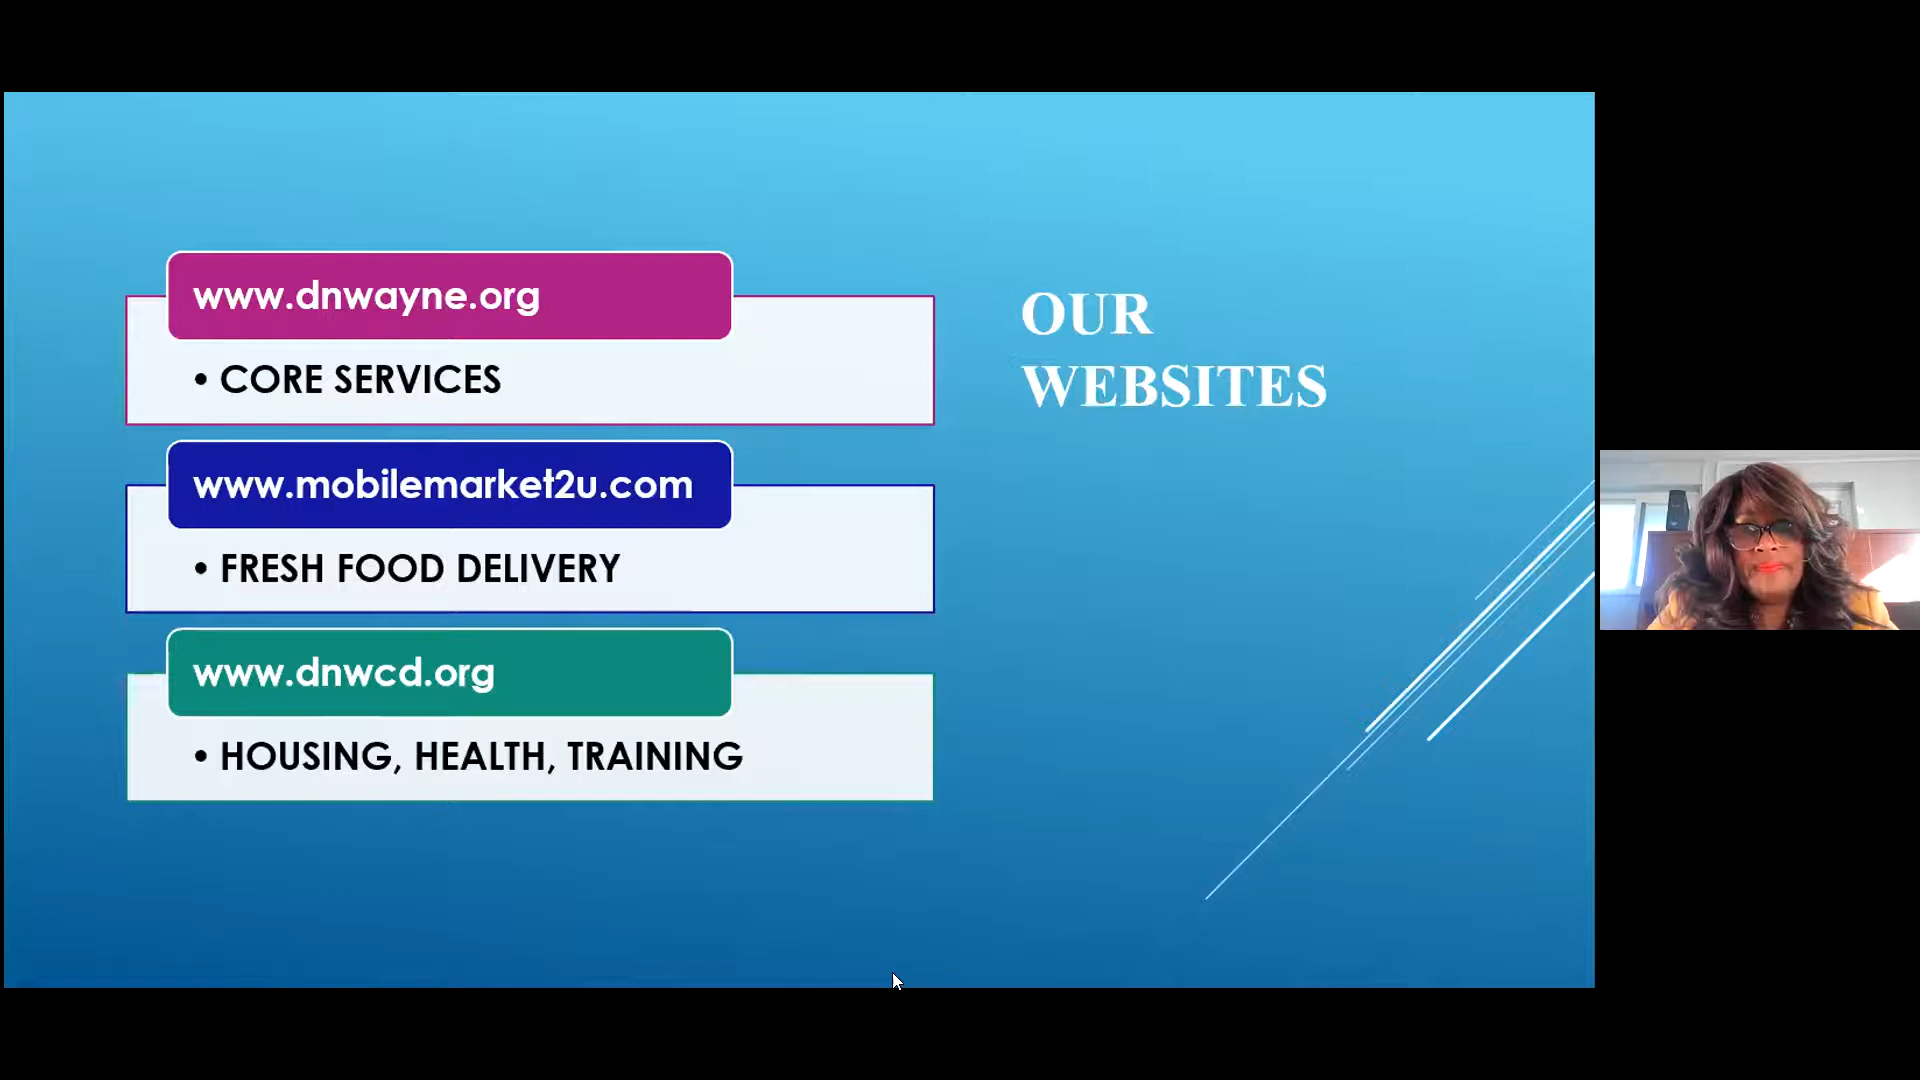 www.dnwayne.org
• CORE SERVICES
www.mobilemarket2u.com
• FRESH FOOD DELIVERY
www.dnwcd.org
• HOUSING, HEALTH, TRAINING
OUR
WEBSITES